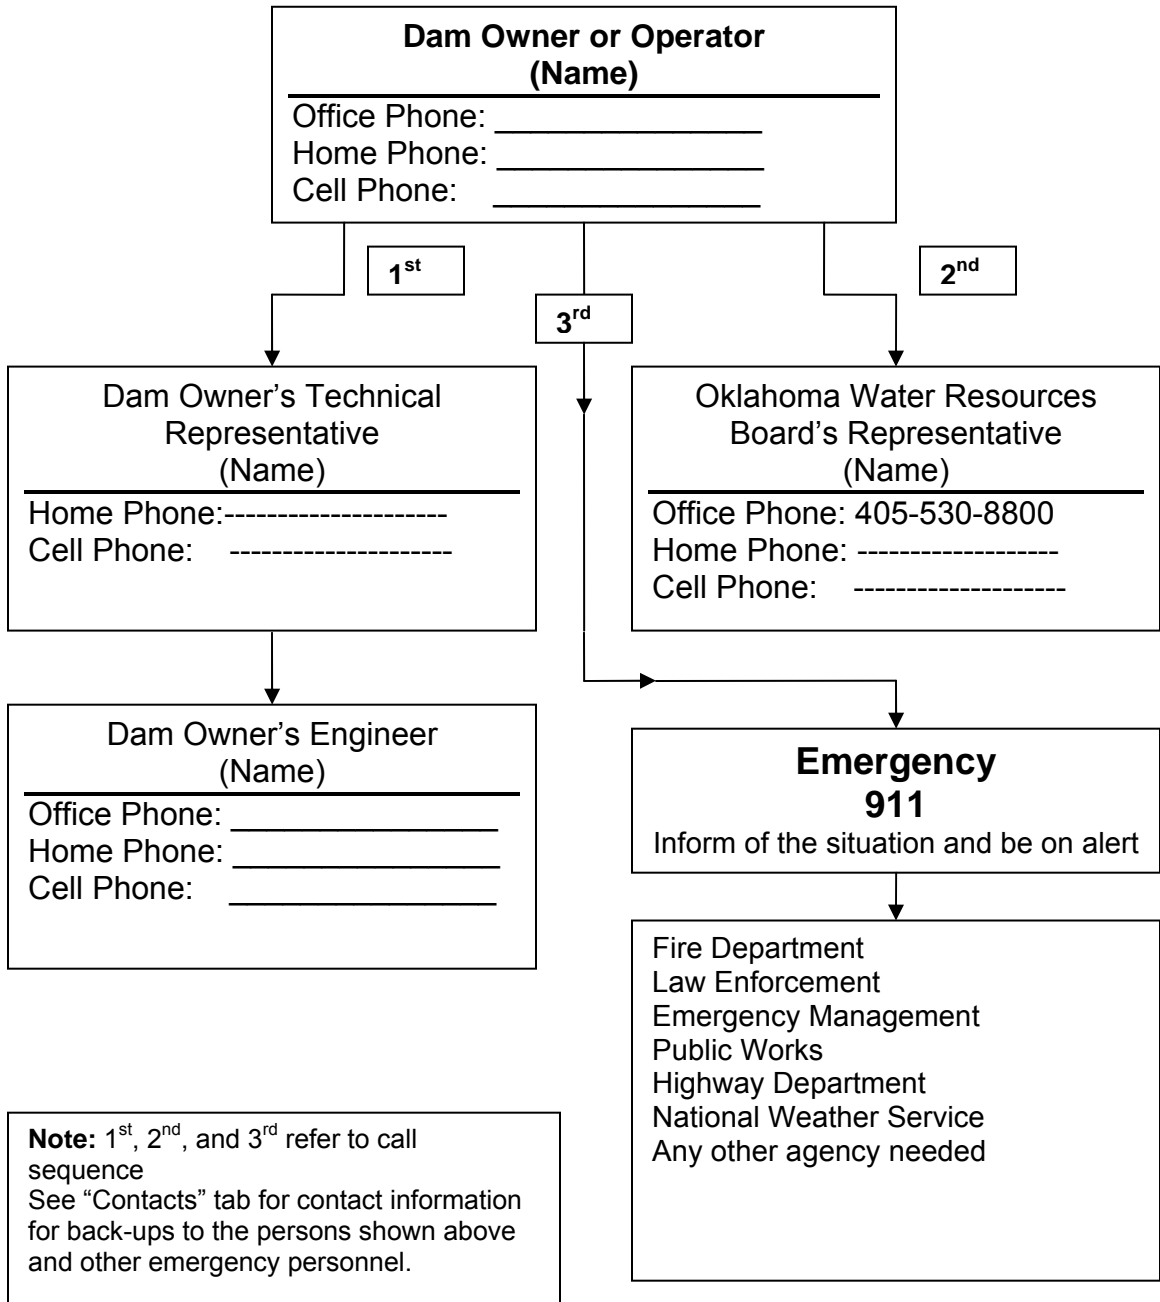 Dam Owner or Operator
(Name)
Office Phone: _______________
Home Phone: _______________
Cell Phone: _______________
1st
2nd
3rd
Dam Owner’s Technical
Representative
(Name)
Home Phone:---------------------
Cell Phone: ---------------------
Oklahoma Water Resources
Board’s Representative
(Name)
Office Phone: 405-530-8800
Home Phone: -------------------
Cell Phone: --------------------
Dam Owner’s Engineer
(Name)
Office Phone: _______________
Home Phone: _______________
Cell Phone: _______________
Emergency
911
Inform of the situation and be on alert
Fire Department
Law Enforcement
Emergency Management
Public Works
Highway Department
National Weather Service
Any other agency needed
Note: 1st, 2nd, and 3rd refer to call
sequence
See “Contacts” tab for contact information
for back-ups to the persons shown above
and other emergency personnel.